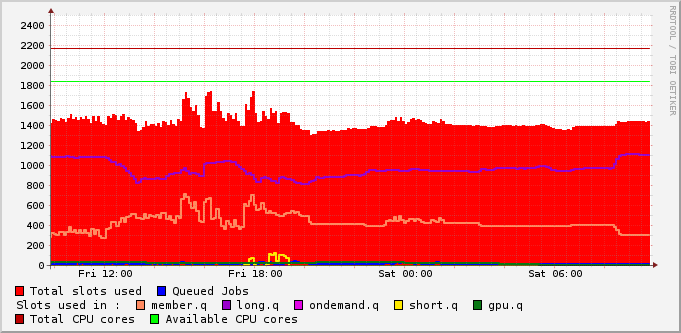 RRDTOOL / TOBI OETIKER
2400
2200
2000
1800
1600
1400
1200
1000
800
600
400
200
0
Fri 12:00 Fri 18:00 Sat 00:00 Sat 06:00
Total slots used Queued Jobs
Slots used in : member.q long.q ondemand.q short.q gpu.q
Total CPU cores Available CPU cores